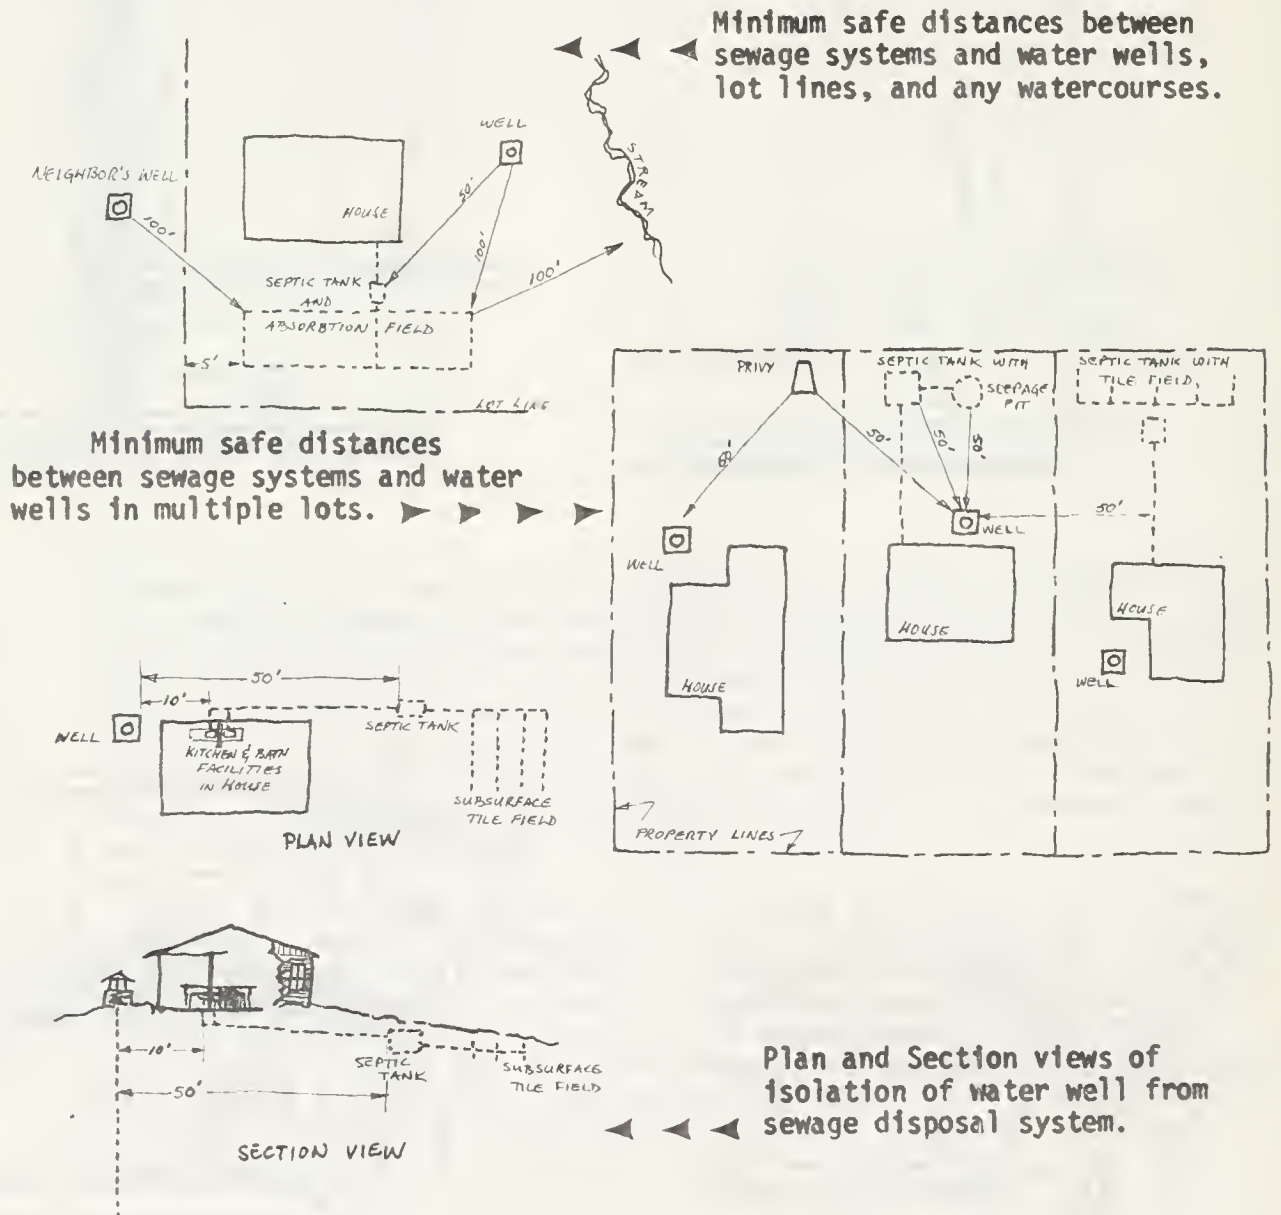 Minimum safe distances between
sewage systems and water wells,
lot lines, and any watercourses.
WELL
STREAM
NEIGHBOR'S WELL
HOUSE
50'
100'
100'
100'
SEPTIC TANK
AND
ABSORBTION FIELD
5'
LOT LINE
Minimum safe distances
between sewage systems and water
wells in multiple lots.
PRIVY
SEPTIC TANK WITH
SEEPAGE
PIT
SEPTIC TANK WITH
TILE FIELD
50'
50'
50'
50'
WELL
WELL
HOUSE
HOUSE
HOUSE
WELL
PROPERTY LINES
50'
10'
WELL
SEPTIC TANK
KITCHEN & BATH
FACILITIES
IN HOUSE
SUBSURFACE
TILE FIELD
PLAN VIEW
10'
50'
SEPTIC
TANK
SUBSURFACE
TILE FIELD
SECTION VIEW
Plan and Section views of
isolation of water well from
sewage disposal system.